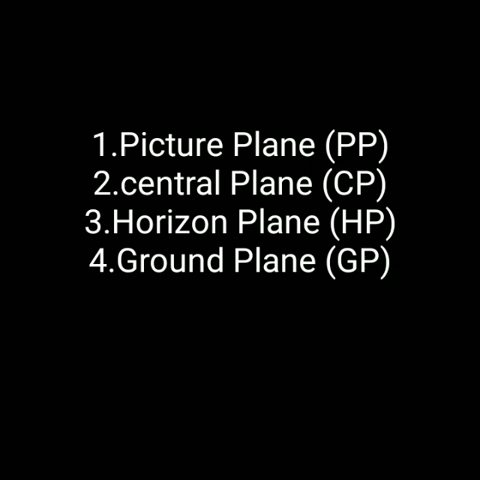 1.Picture Plane (PP)
2.central Plane (CP)
3.Horizon Plane (HP)
4.Ground Plane (GP)